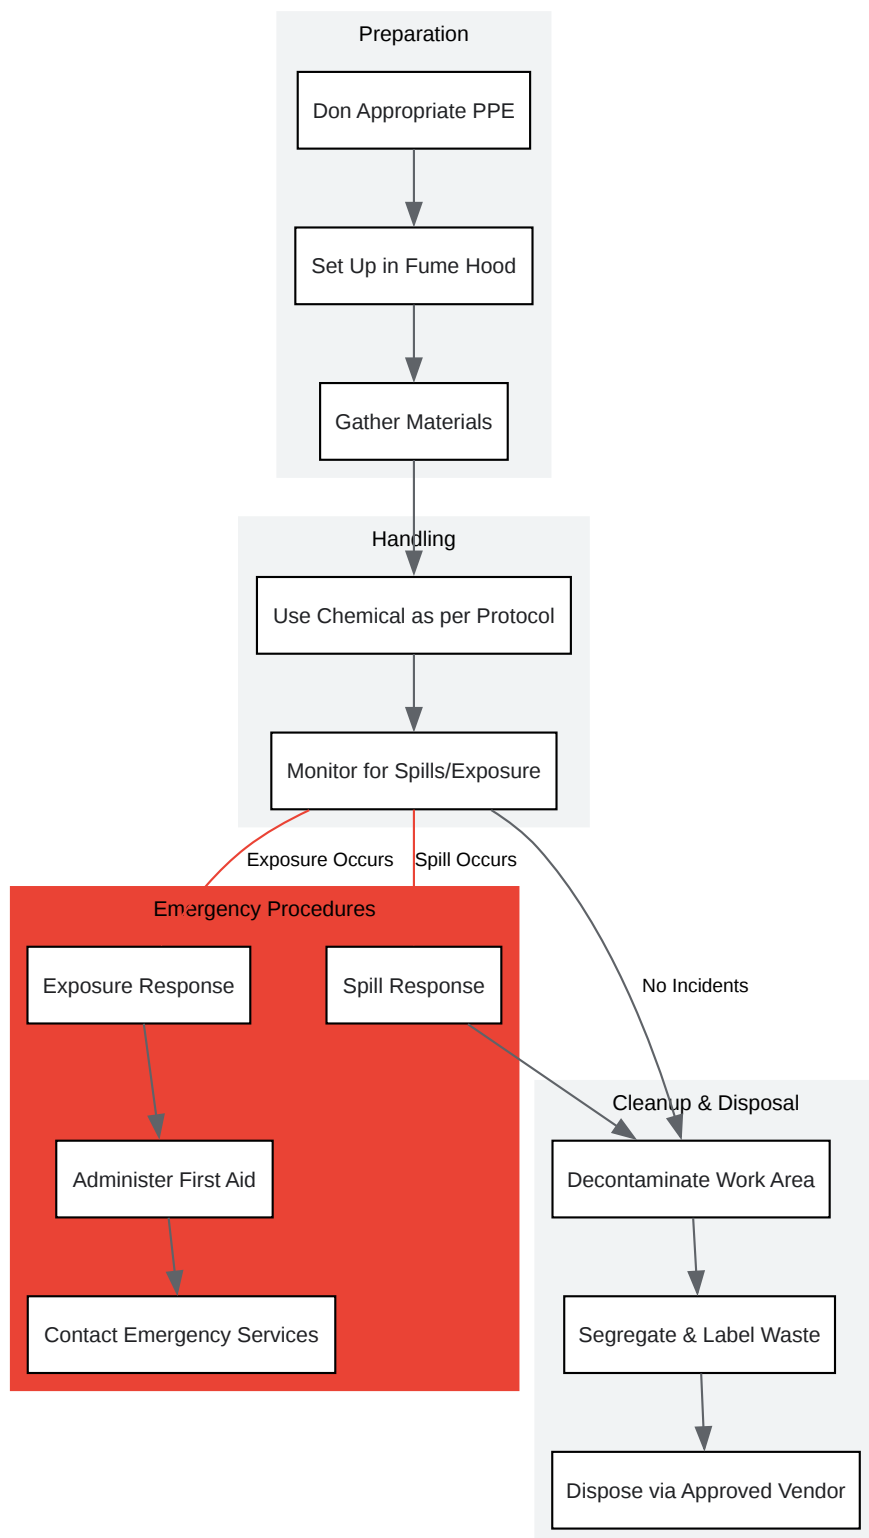 Preparation
Don Appropriate PPE
Set Up in Fume Hood
Gather Materials
Handling
Use Chemical as per Protocol
Monitor for Spills/Exposure
Exposure Occurs
Spill Occurs
No Incidents
Emergency Procedures
Exposure Response
Spill Response
Administer First Aid
Contact Emergency Services
Cleanup & Disposal
Decontaminate Work Area
Segregate & Label Waste
Dispose via Approved Vendor